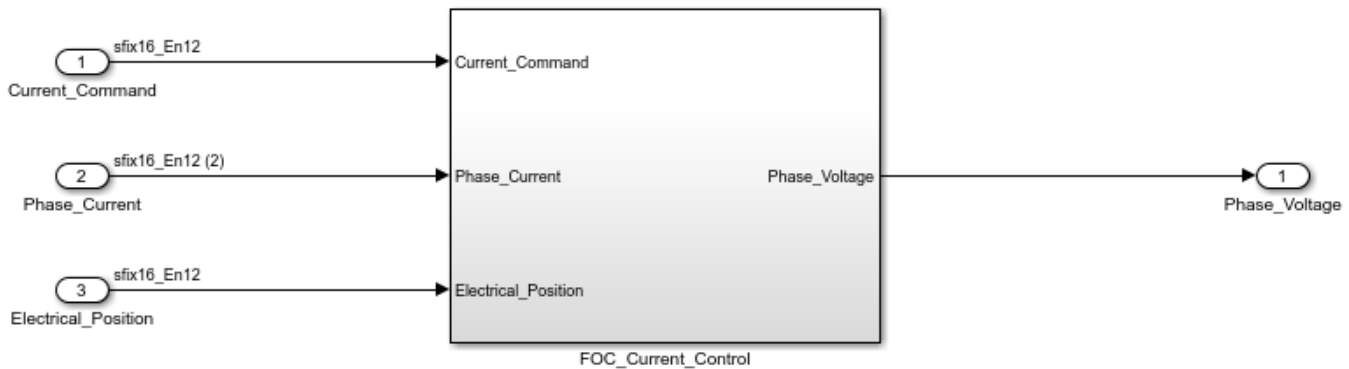 sfix16_En12
1
Current_Command
Current_Command
sfix16_En12 (2)
2
Phase_Current
Phase_Current
Phase_Voltage
1
Phase_Voltage
sfix16_En12
3
Electrical_Position
Electrical_Position
FOC_Current_Control